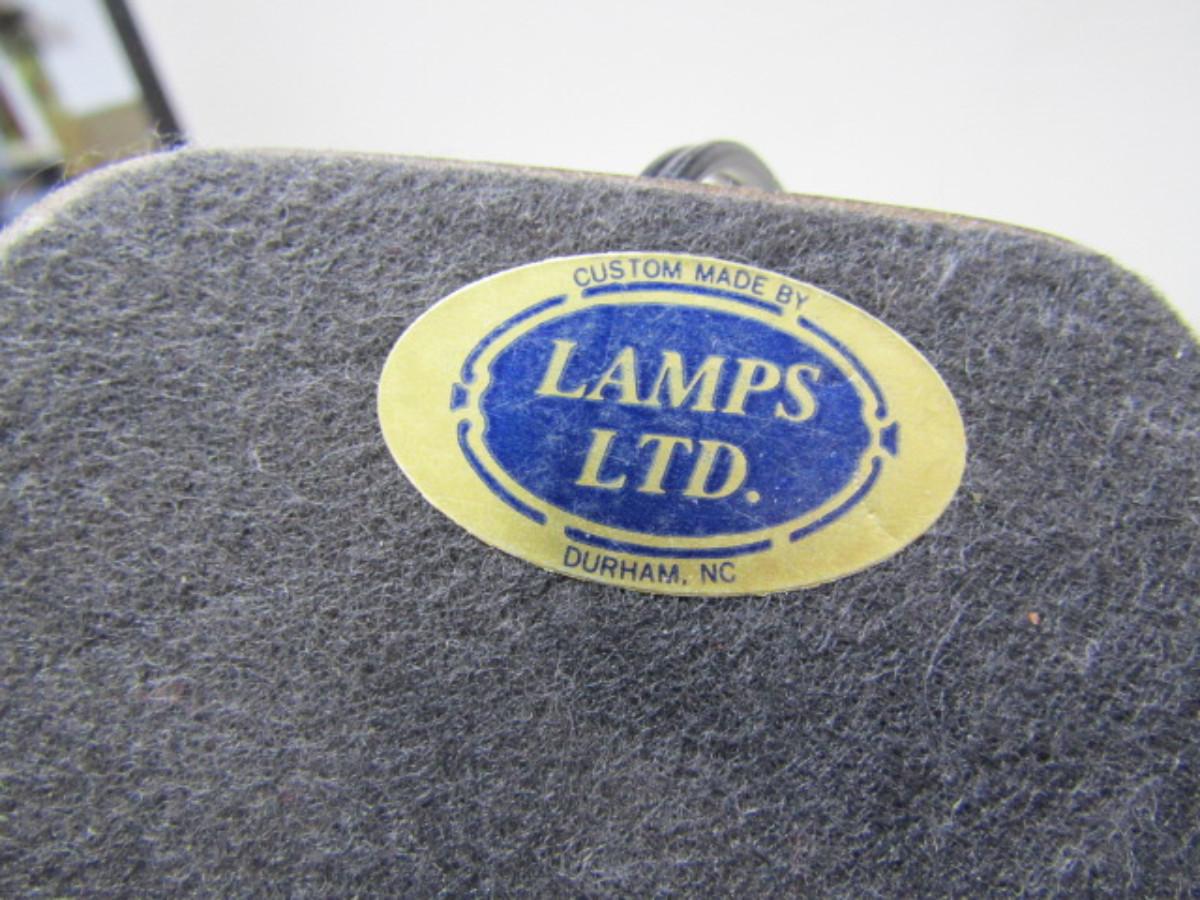 CUSTOM MADE BY
LAMPS
LTD.
DURHAM, NC